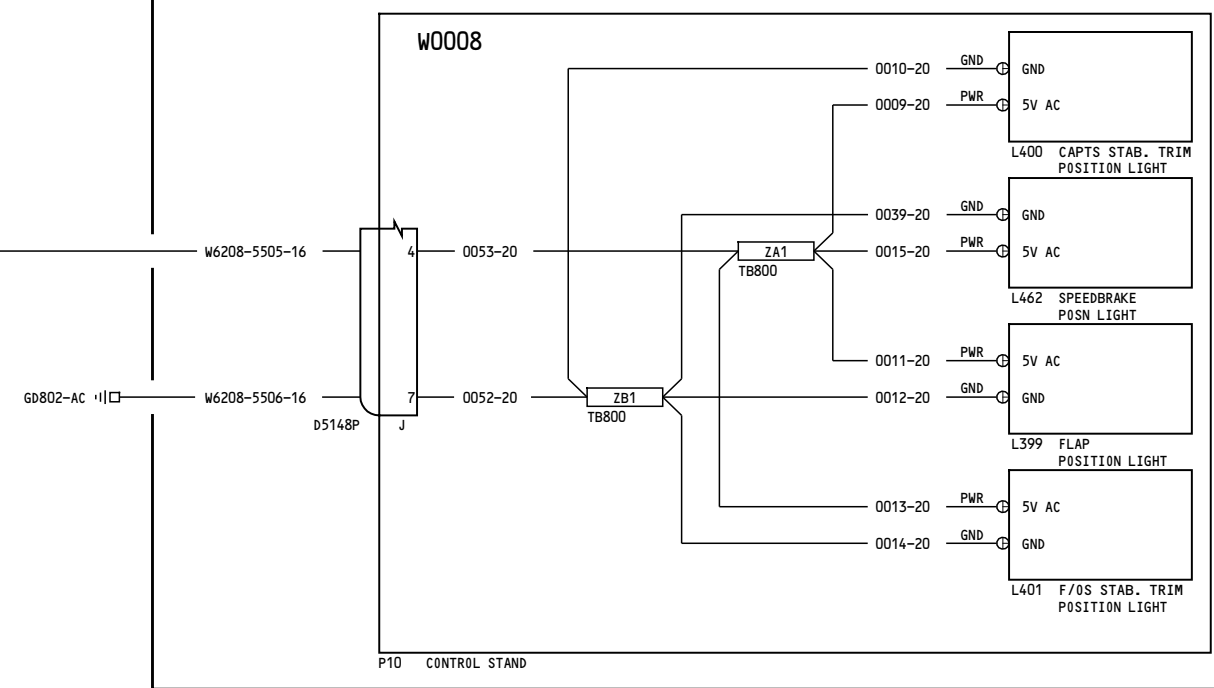 W0008
0010-20 GND GND
0009-20 PWR 5V AC
L400 CAPTS STAB. TRIM
POSITION LIGHT
0039-20 GND GND
W6208-5505-16 4 0053-20 ZA1 0015-20 PWR 5V AC
TB800
L462 SPEEDBRAKE
POSN LIGHT
0011-20 PWR 5V AC
GD802-AC W6208-5506-16 7 0052-20 ZB1 0012-20 GND GND
TB800
D5148P J
L399 FLAP
POSITION LIGHT
0013-20 PWR 5V AC
0014-20 GND GND
L401 F/OS STAB. TRIM
POSITION LIGHT
P10 CONTROL STAND